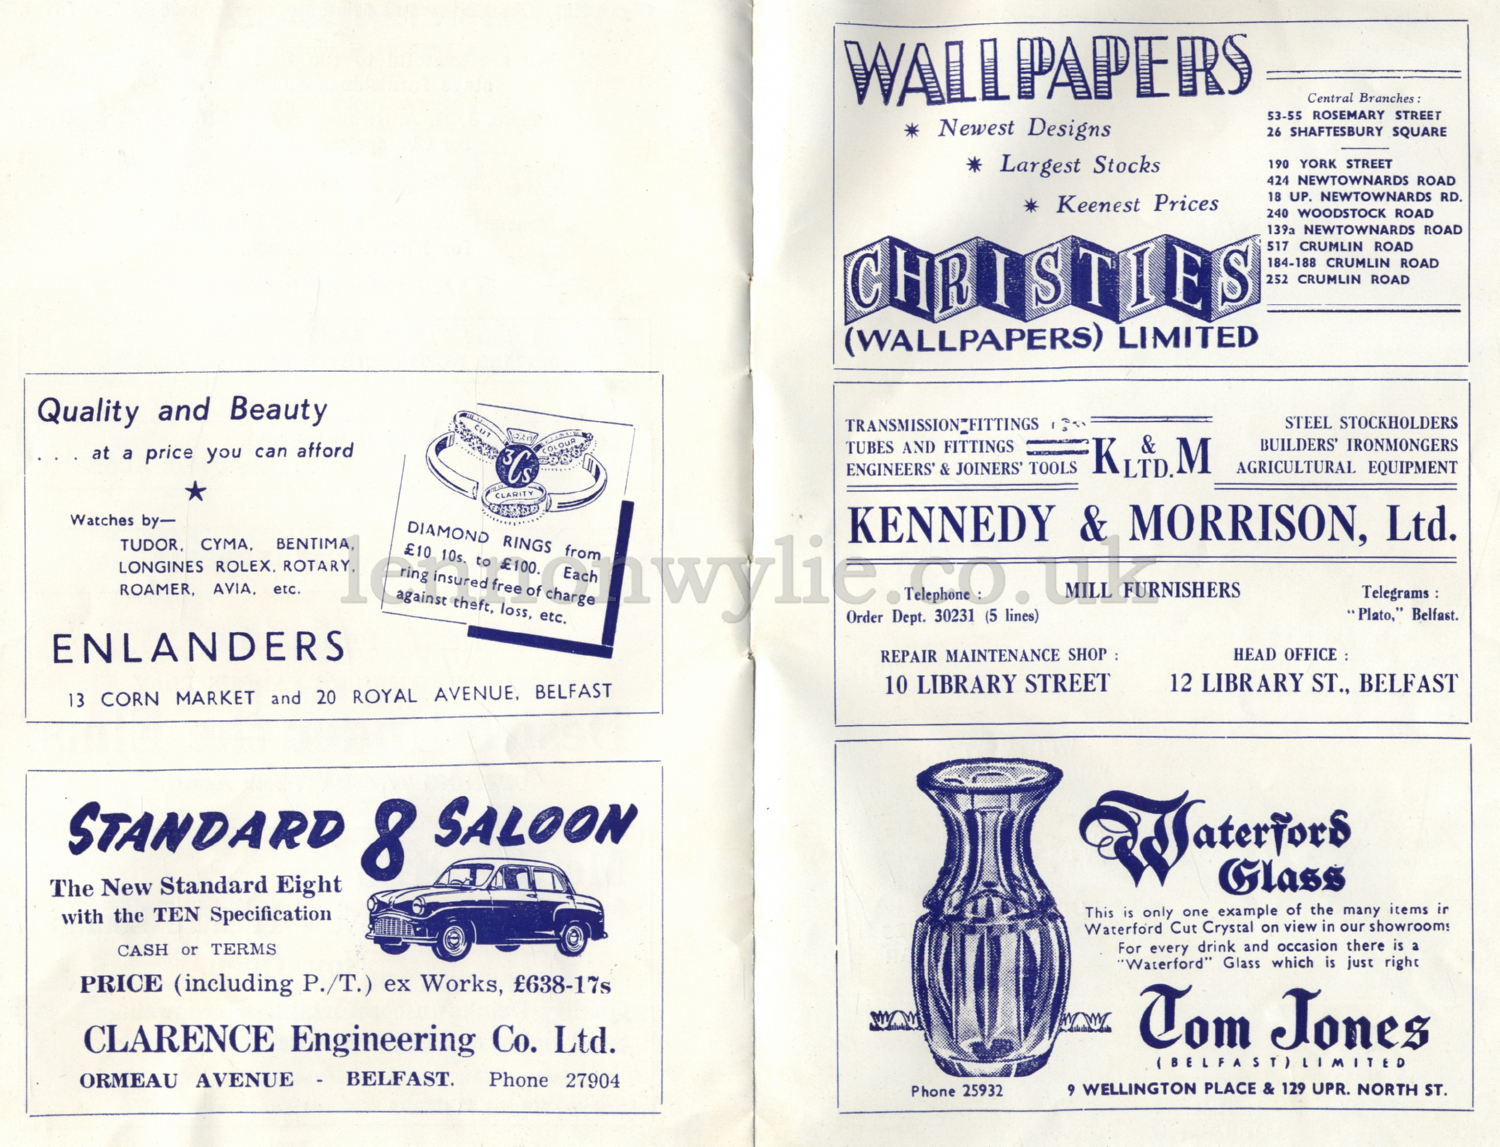 Quality and Beauty
. . . at a price you can afford
Watches by—
TUDOR, CYMA, BENTIMA,
LONGINES ROLEX, ROTARY,
ROAMER, AVIA, etc.
CUT
COLOUR
3 Cs
CLARITY
DIAMOND RINGS from
£10 10s. to £100. Each
ring insured free of charge
against theft, loss, etc.
ENLANDERS
13 CORN MARKET and 20 ROYAL AVENUE, BELFAST
STANDARD 8 SALOON
The New Standard Eight
with the TEN Specification
CASH or TERMS
PRICE (including P./T.) ex Works, £638-17s
CLARENCE Engineering Co. Ltd.
ORMEAU AVENUE - BELFAST. Phone 27904
WALLPAPERS
Newest Designs
Largest Stocks
Keenest Prices
CHRISTIES
(WALLPAPERS) LIMITED
Central Branches :
53-55 ROSEMARY STREET
26 SHAFTESBURY SQUARE
190 YORK STREET
424 NEWTOWNARDS ROAD
18 UP. NEWTOWNARDS RD.
240 WOODSTOCK ROAD
139a NEWTOWNARDS ROAD
517 CRUMLIN ROAD
184-188 CRUMLIN ROAD
252 CRUMLIN ROAD
TRANSMISSION FITTINGS
TUBES AND FITTINGS
ENGINEERS' & JOINERS' TOOLS
K & M
LTD.
STEEL STOCKHOLDERS
BUILDERS' IRONMONGERS
AGRICULTURAL EQUIPMENT
KENNEDY & MORRISON, Ltd.
Telephone :
Order Dept. 30231 (5 lines)
MILL FURNISHERS
Telegrams :
"Plato," Belfast.
REPAIR MAINTENANCE SHOP :
10 LIBRARY STREET
HEAD OFFICE :
12 LIBRARY ST., BELFAST
Waterford
Glass
This is only one example of the many items in
Waterford Cut Crystal on view in our showrooms
For every drink and occasion there is a
"Waterford" Glass which is just right
Tom Jones
(BELFAST) LIMITED
Phone 25932
9 WELLINGTON PLACE & 129 UPR. NORTH ST.
lennonwylie.co.uk